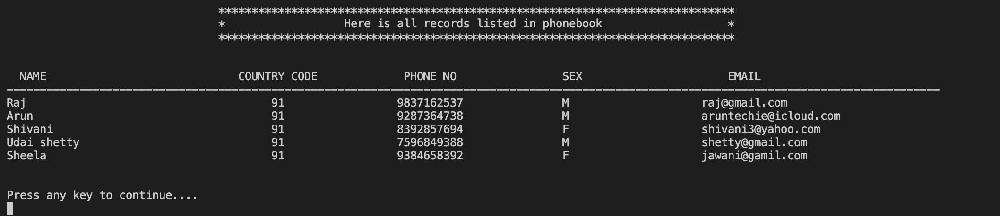 ******************************************************************************
* Here is all records listed in phonebook *
******************************************************************************
NAME COUNTRY CODE PHONE NO SEX EMAIL
---------------------------------------------------------------------------------------------------------------------------------------------
Raj 91 9837162537 M raj@gmail.com
Arun 91 9287364738 M aruntechie@icloud.com
Shivani 91 8392857694 F shivani3@yahoo.com
Udai shetty 91 7596849388 M shetty@gmail.com
Sheela 91 9384658392 F jawani@gamil.com
Press any key to continue....